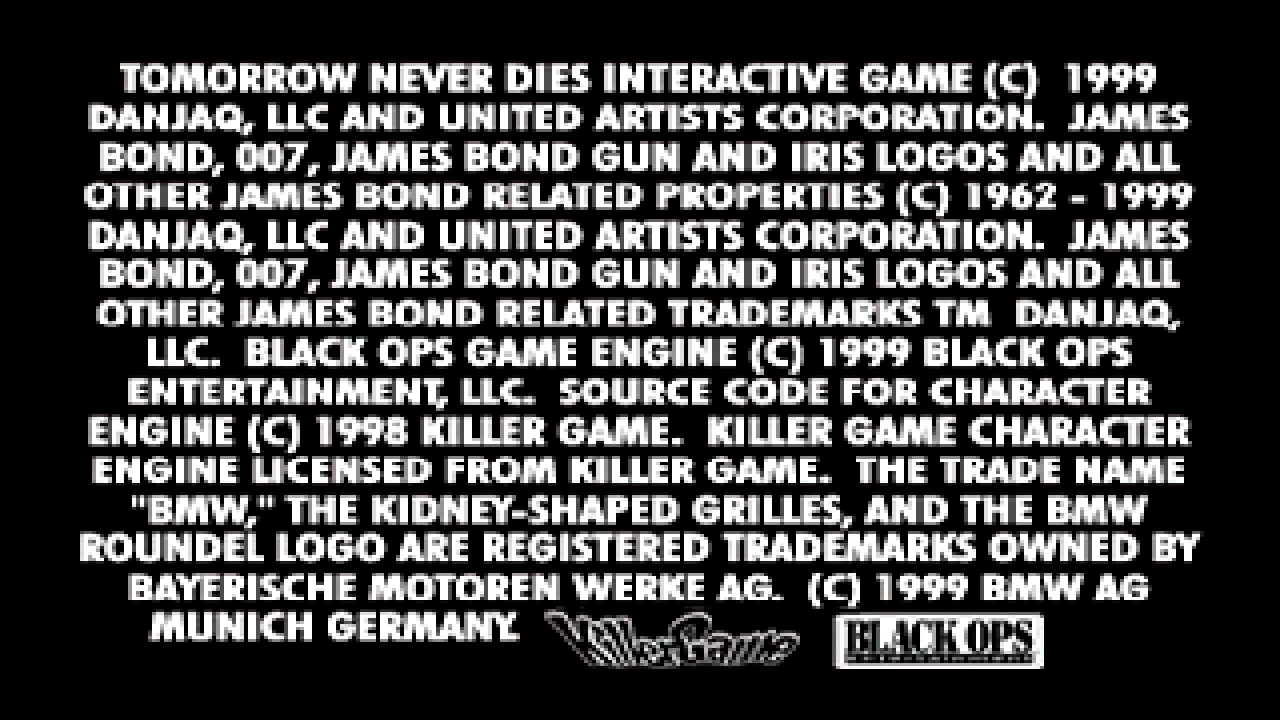 TOMORROW NEVER DIES INTERACTIVE GAME (C)  1999
DANJAQ, LLC AND UNITED ARTISTS CORPORATION.  JAMES
BOND, 007, JAMES BOND GUN AND IRIS LOGOS AND ALL
OTHER JAMES BOND RELATED PROPERTIES (C) 1962 - 1999
DANJAQ, LLC AND UNITED ARTISTS CORPORATION.  JAMES
BOND, 007, JAMES BOND GUN AND IRIS LOGOS AND ALL
OTHER JAMES BOND RELATED TRADEMARKS TM  DANJAQ,
LLC.  BLACK OPS GAME ENGINE (C) 1999 BLACK OPS
ENTERTAINMENT, LLC.  SOURCE CODE FOR CHARACTER
ENGINE (C) 1998 KILLER GAME.  KILLER GAME CHARACTER
ENGINE LICENSED FROM KILLER GAME.  THE TRADE NAME
"BMW," THE KIDNEY-SHAPED GRILLES, AND THE BMW
ROUNDEL LOGO ARE REGISTERED TRADEMARKS OWNED BY
BAYERISCHE MOTOREN WERKE AG.  (C) 1999 BMW AG
MUNICH GERMANY. KillerGame BLACK OPS